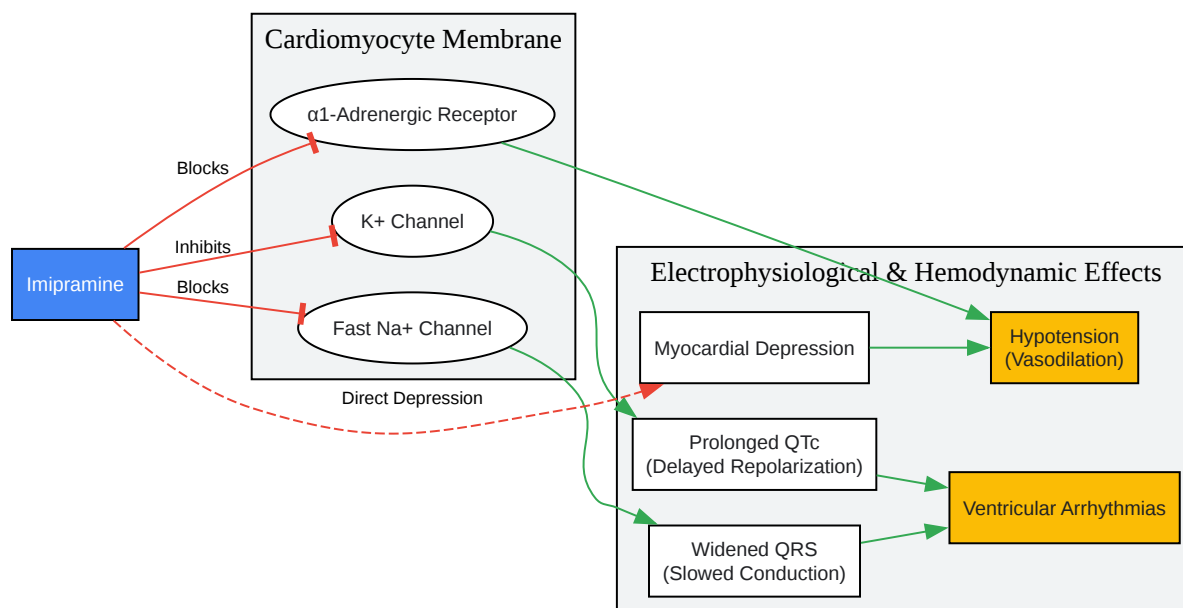 Cardiomyocyte Membrane
α1-Adrenergic Receptor
Blocks
K+ Channel
Inhibits
Imipramine
Blocks
Fast Na+ Channel
Direct Depression
Electrophysiological & Hemodynamic Effects
Myocardial Depression
Hypotension
(Vasodilation)
Prolonged QTc
(Delayed Repolarization)
Ventricular Arrhythmias
Widened QRS
(Slowed Conduction)